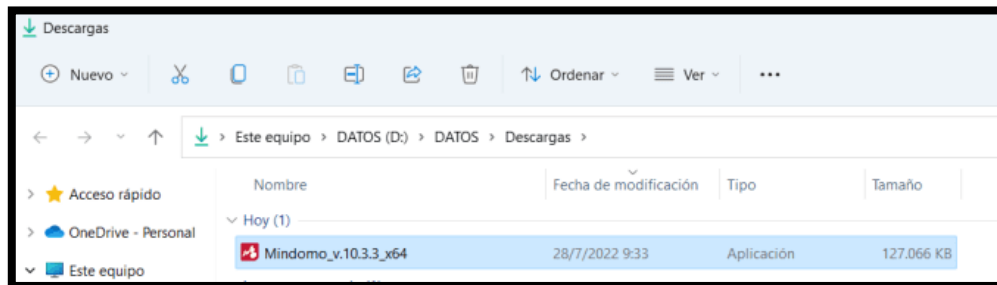 Descargas
Nuevo Ordenar Ver ...
Este equipo > DATOS (D:) > DATOS > Descargas >
Acceso rápido
Nombre Fecha de modificación Tipo Tamaño
Hoy (1)
OneDrive - Personal
Mindomo_v.10.3.3_x64 28/7/2022 9:33 Aplicación 127.066 KB
Este equipo